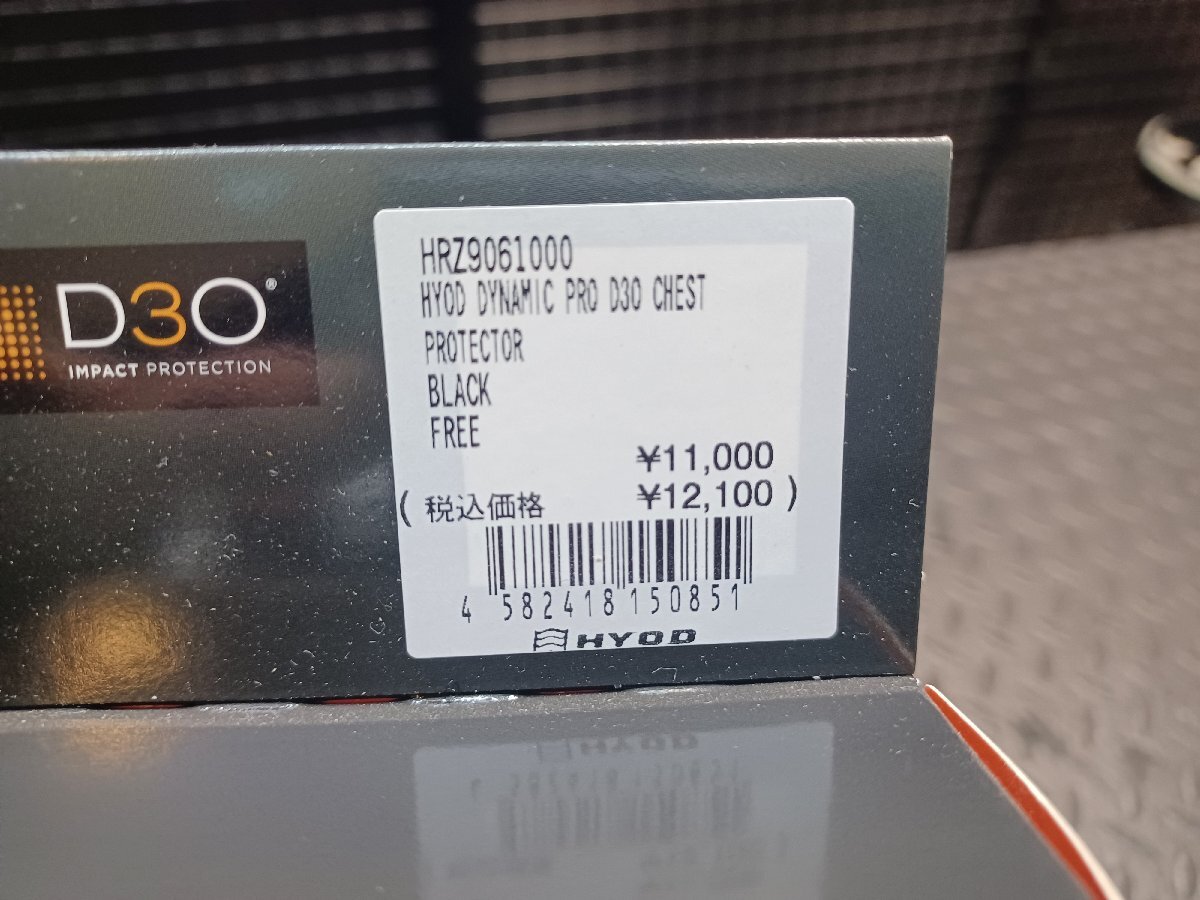 D3O®
IMPACT PROTECTION
HRZ9061000
HYOD DYNAMIC PRO D3O CHEST
PROTECTOR
BLACK
FREE
¥11,000
( 税込価格 ¥12,100 )
4 582418 150851
HYOD